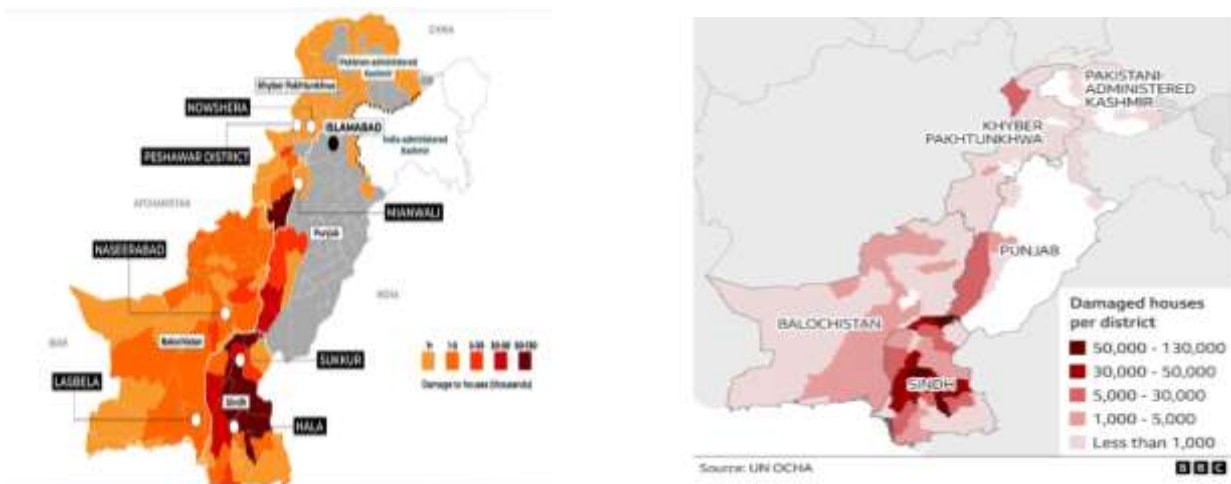 CHINA
Pakistan administered
Kashmir
Khyber Pakhtunkhwa
NOWSHERA
ISLAMABAD
India administered
Kashmir
PESHAWAR DISTRICT
AFGHANISTAN
MIANWALI
Punjab
NASEERABAD
INDIA
IRAN
Balochistan
SUKKUR
Damage to houses (thousands)
LASBELA
Sindh
HALA
PAKISTANI-
ADMINISTERED
KASHMIR
KHYBER
PAKHTUNKHWA
PUNJAB
BALOCHISTAN
SINDH
Damaged houses
per district
50,000 - 130,000
30,000 - 50,000
5,000 - 30,000
1,000 - 5,000
Less than 1,000
Source: UN OCHA
BBC